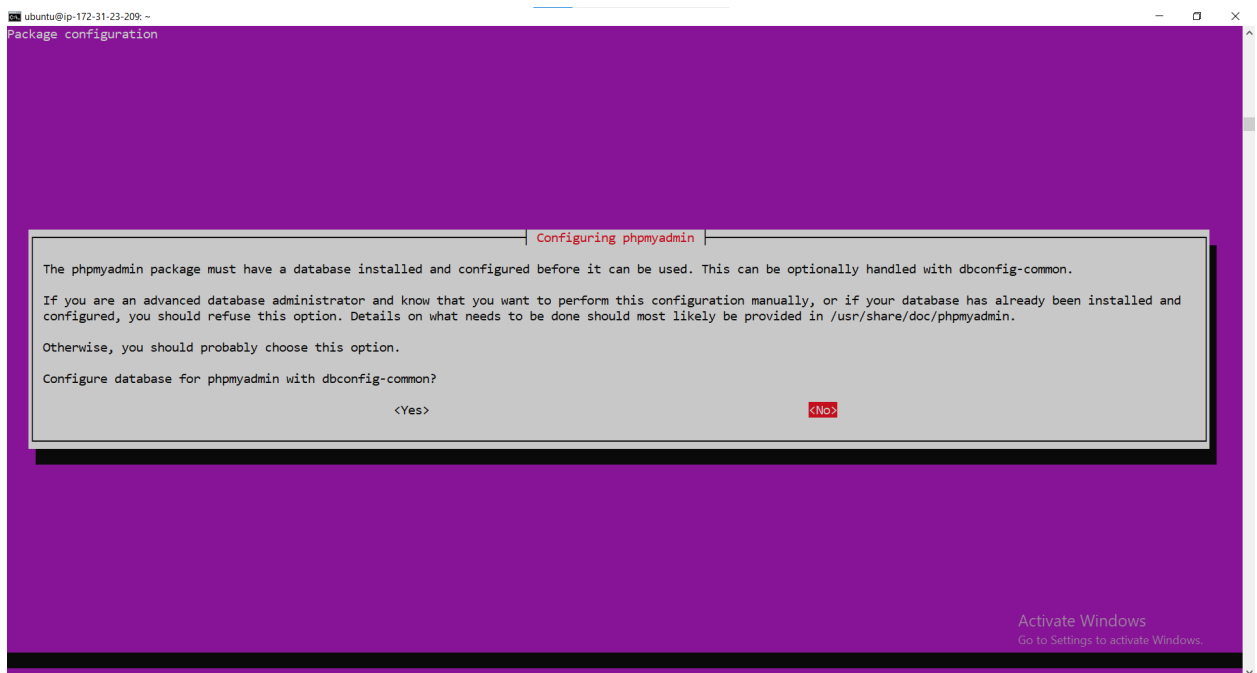 ubuntu@ip-172-31-23-209: ~
Package configuration
Configuring phpmyadmin
The phpmyadmin package must have a database installed and configured before it can be used. This can be optionally handled with dbconfig-common.
If you are an advanced database administrator and know that you want to perform this configuration manually, or if your database has already been installed and
configured, you should refuse this option. Details on what needs to be done should most likely be provided in /usr/share/doc/phpmyadmin.
Otherwise, you should probably choose this option.
Configure database for phpmyadmin with dbconfig-common?
<Yes> <No>
Activate Windows
Go to Settings to activate Windows.